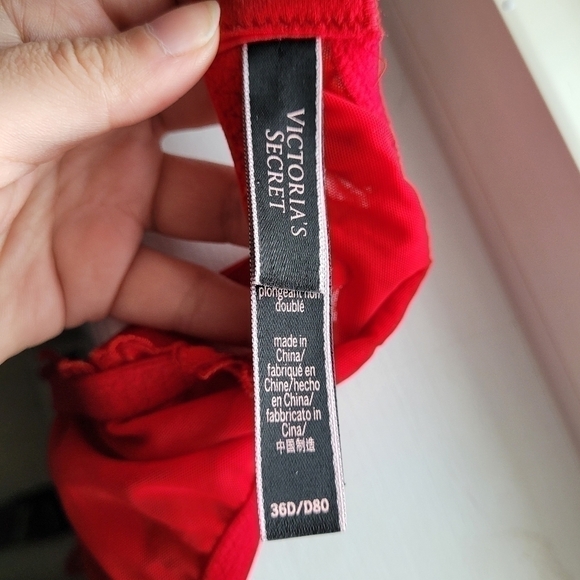 VICTORIA'S
SECRET
plongeant non
doublé
made in
China/
fabriqué en
Chine/hecho
en China/
fabbricato in
Cina/
中国制造
36D/D80